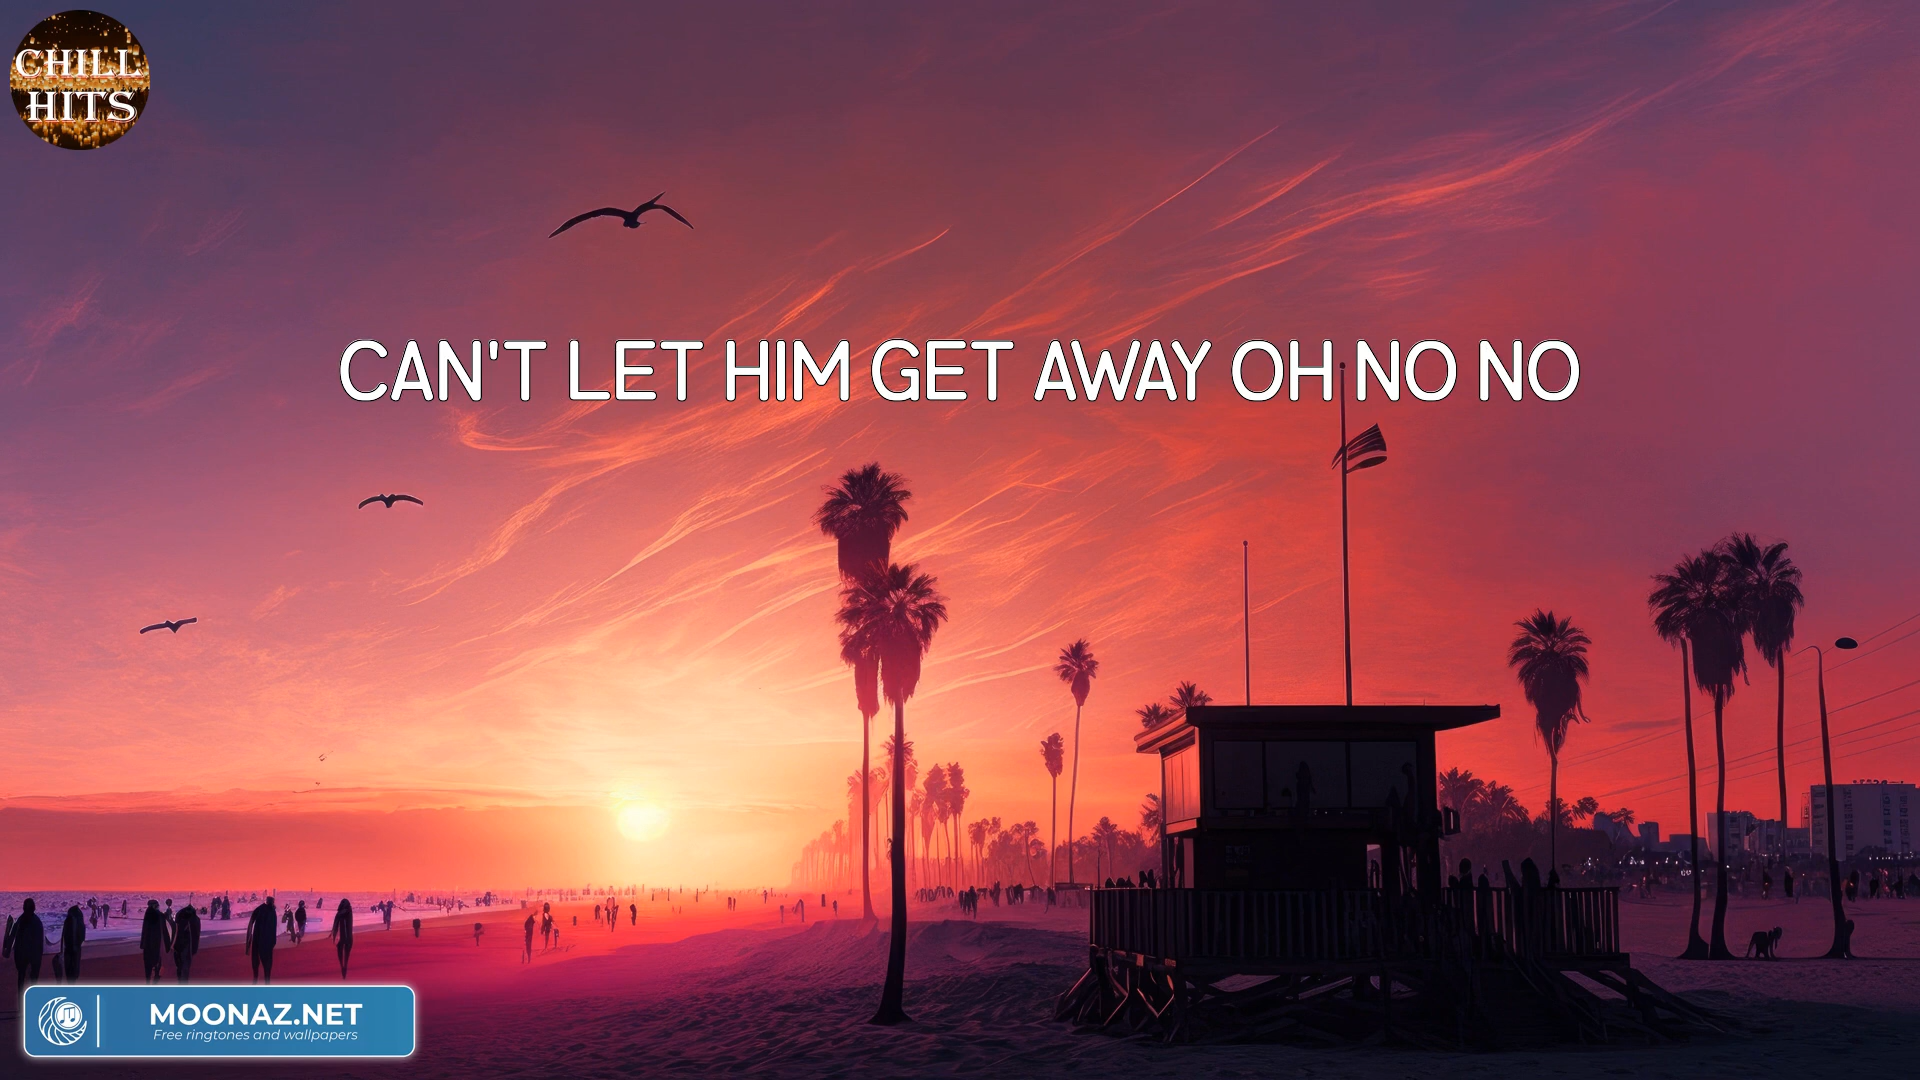 CHILL
HITS
CAN'T LET HIM GET AWAY OH NO NO
MOONAZ.NET
Free ringtones and wallpapers